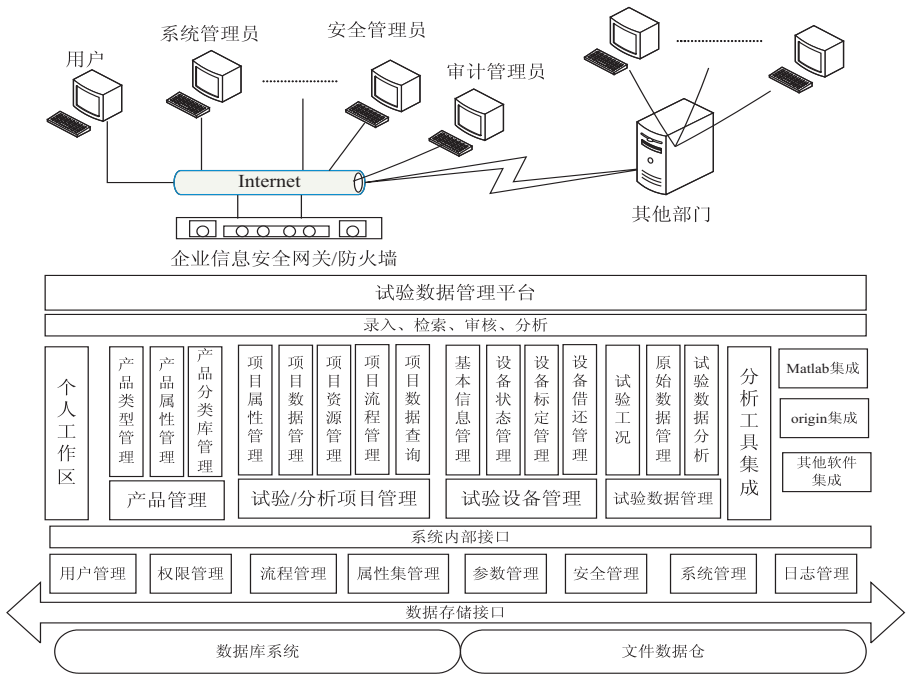 用户
系统管理员
安全管理员
审计管理员
Internet
其他部门
企业信息安全网关/防火墙
试验数据管理平台
录入、检索、审核、分析
个人工作区
产品类型管理
产品属性管理
产品分类库管理
产品管理
项目属性管理
项目数据管理
项目资源管理
项目流程管理
项目数据查询
试验/分析项目管理
基本信息管理
设备状态管理
设备标定管理
设备借还管理
试验设备管理
试验工况
原始数据管理
试验数据分析
试验数据管理
分析工具集成
Matlab集成
origin集成
其他软件
集成
系统内部接口
用户管理
权限管理
流程管理
属性集管理
参数管理
安全管理
系统管理
日志管理
数据存储接口
数据库系统
文件数据仓